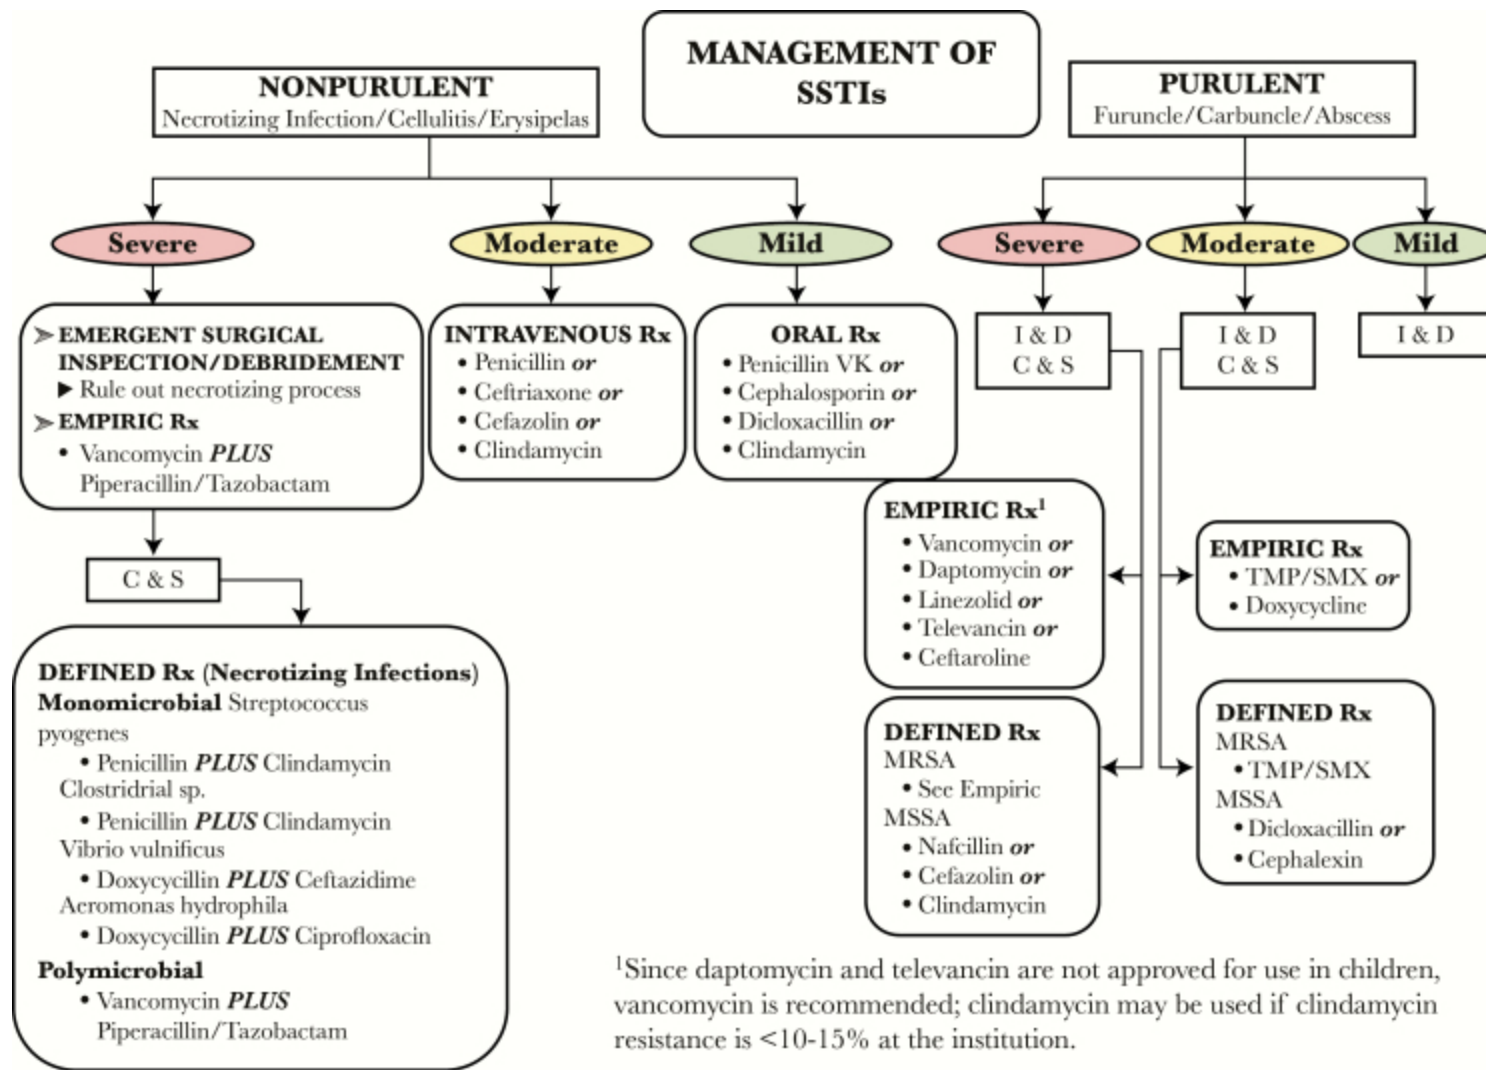 MANAGEMENT OF
SSTIs
NONPURULENT
Necrotizing Infection/Cellulitis/Erysipelas
Severe
➢ EMERGENT SURGICAL
INSPECTION/DEBRIDEMENT
▶ Rule out necrotizing process
➢ EMPIRIC Rx
• Vancomycin PLUS
Piperacillin/Tazobactam
C & S
DEFINED Rx (Necrotizing Infections)
Monomicrobial Streptococcus
pyogenes
• Penicillin PLUS Clindamycin
Clostridrial sp.
• Penicillin PLUS Clindamycin
Vibrio vulnificus
• Doxycycillin PLUS Ceftazidime
Aeromonas hydrophila
• Doxycycillin PLUS Ciprofloxacin
Polymicrobial
• Vancomycin PLUS
Piperacillin/Tazobactam
Moderate
INTRAVENOUS Rx
• Penicillin or
• Ceftriaxone or
• Cefazolin or
• Clindamycin
Mild
ORAL Rx
• Penicillin VK or
• Cephalosporin or
• Dicloxacillin or
• Clindamycin
PURULENT
Furuncle/Carbuncle/Abscess
Severe
I & D
C & S
EMPIRIC Rx¹
• Vancomycin or
• Daptomycin or
• Linezolid or
• Televancin or
• Ceftaroline
DEFINED Rx
MRSA
• See Empiric
MSSA
• Nafcillin or
• Cefazolin or
• Clindamycin
Moderate
I & D
C & S
EMPIRIC Rx
• TMP/SMX or
• Doxycycline
DEFINED Rx
MRSA
• TMP/SMX
MSSA
• Dicloxacillin or
• Cephalexin
Mild
I & D
¹Since daptomycin and televancin are not approved for use in children,
vancomycin is recommended; clindamycin may be used if clindamycin
resistance is <10-15% at the institution.